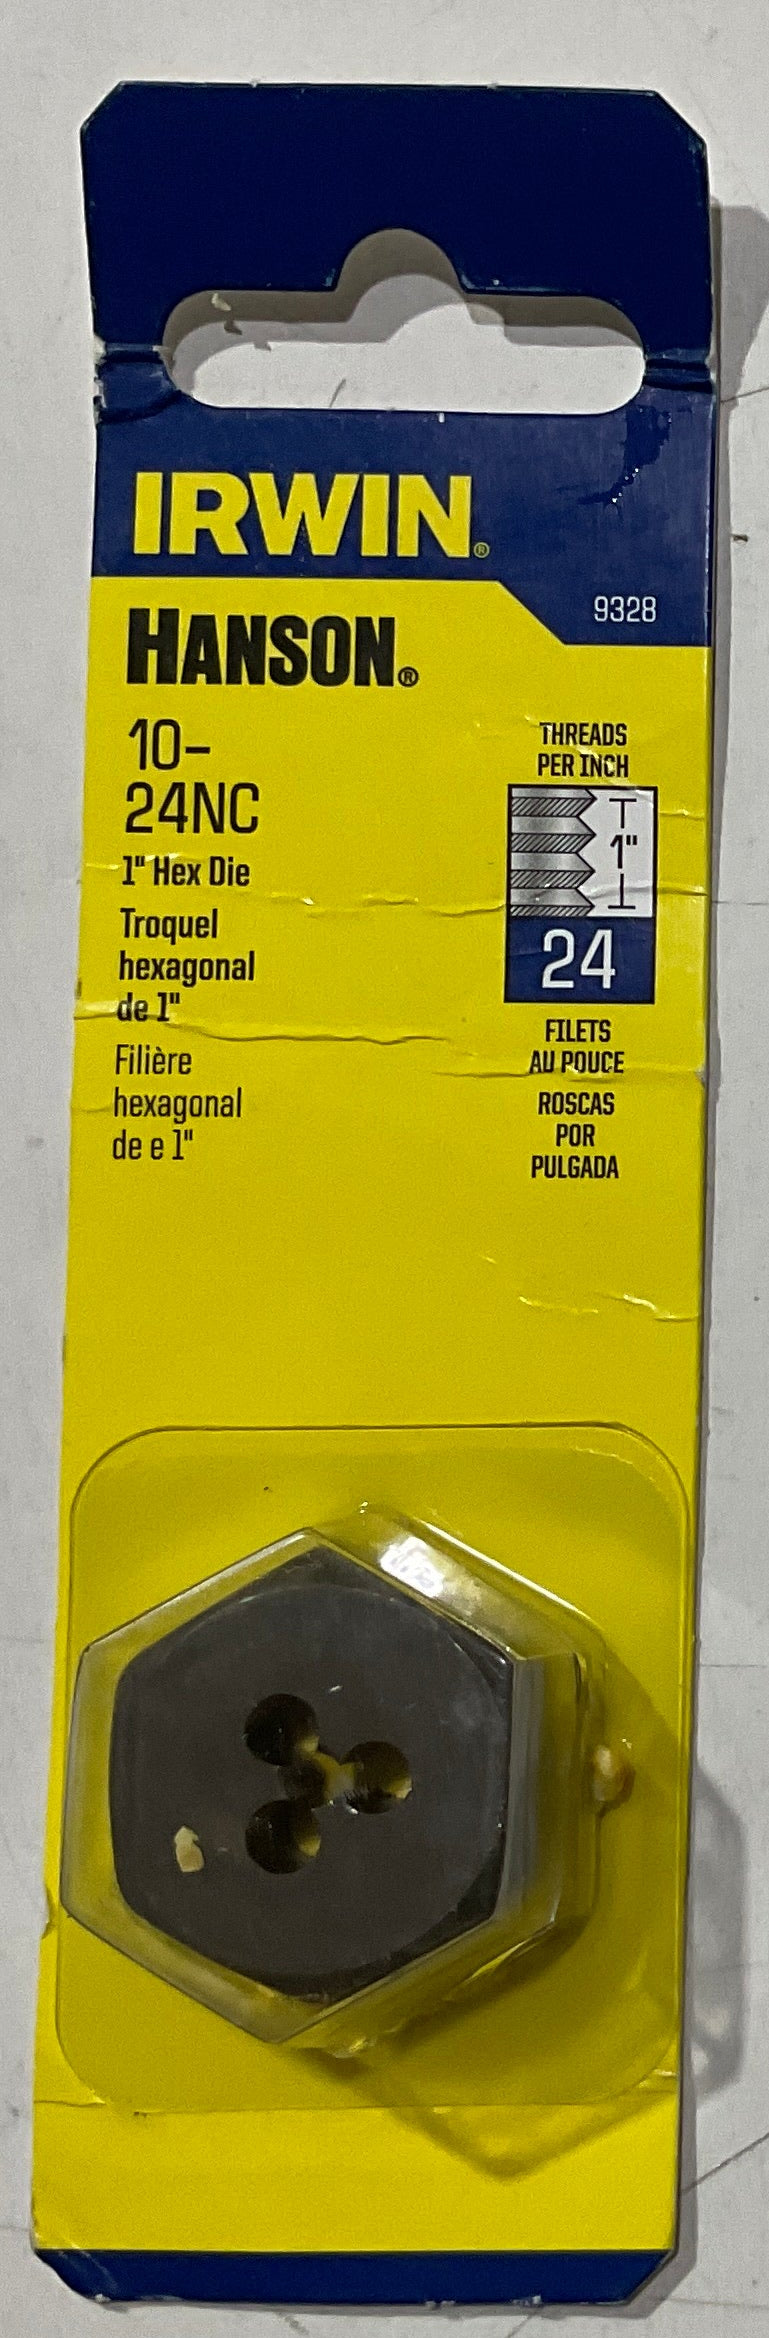 IRWIN®
9328
HANSON®
10-
24NC
1" Hex Die
Troquel
hexagonal
de 1"
Filière
hexagonal
de e 1"
THREADS
PER INCH
1"
24
FILETS
AU POUCE
ROSCAS
POR
PULGADA